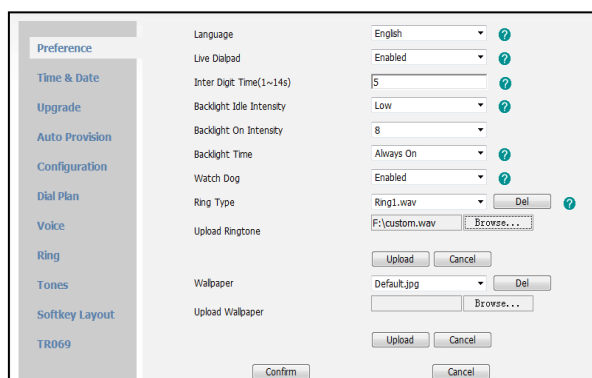 Preference
Time & Date
Upgrade
Auto Provision
Configuration
Dial Plan
Voice
Ring
Tones
Softkey Layout
TR069
Language English ?
Live Dialpad Enabled ?
Inter Digit Time(1~14s) 5 ?
Backlight Idle Intensity Low ?
Backlight On Intensity 8
Backlight Time Always On ?
Watch Dog Enabled ?
Ring Type Ring1.wav Del ?
Upload Ringtone F:\custom.wav Browse...
Upload Cancel
Wallpaper Default.jpg Del
Upload Wallpaper Browse...
Upload Cancel
Confirm Cancel